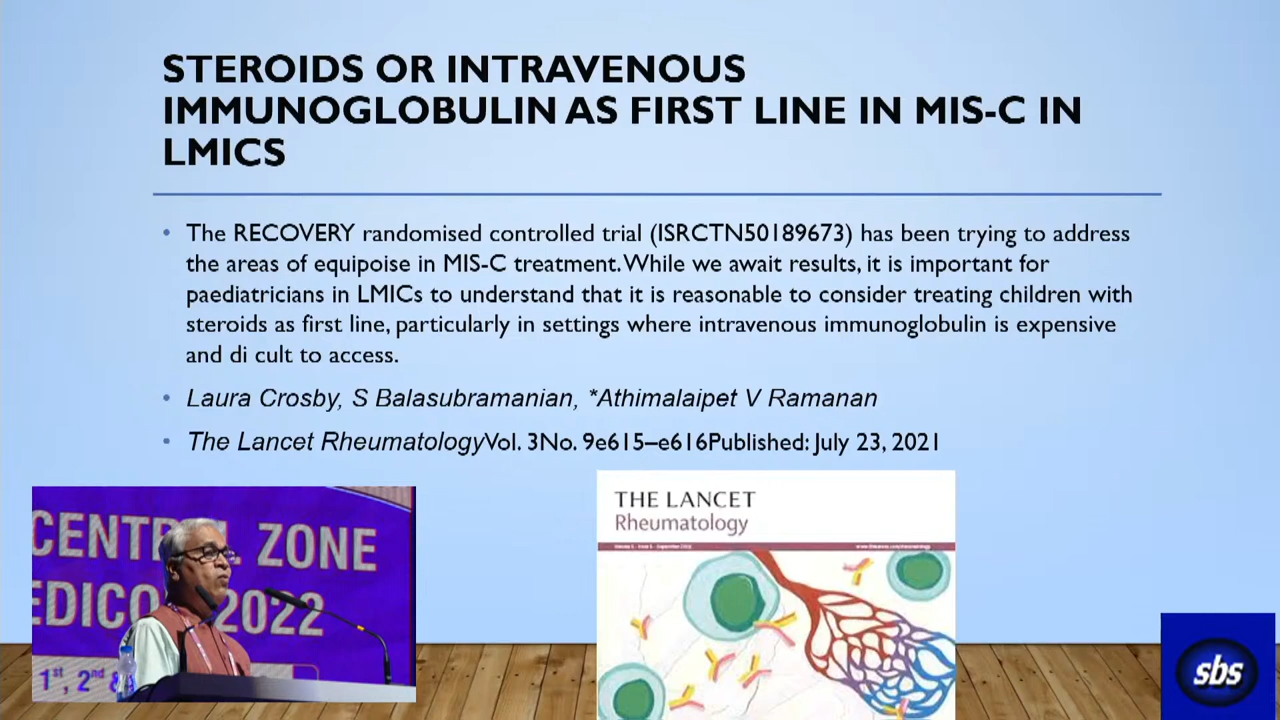 STEROIDS OR INTRAVENOUS
IMMUNOGLOBULIN AS FIRST LINE IN MIS-C IN
LMICS
• The RECOVERY randomised controlled trial (ISRCTN50189673) has been trying to address
the areas of equipoise in MIS-C treatment. While we await results, it is important for
paediatricians in LMICs to understand that it is reasonable to consider treating children with
steroids as first line, particularly in settings where intravenous immunoglobulin is expensive
and di cult to access.
• Laura Crosby, S Balasubramanian, *Athimalaipet V Ramanan
• The Lancet RheumatologyVol. 3No. 9e615–e616Published: July 23, 2021
CENTRAL ZONE
EDICO 2022
1st, 2nd &
THE LANCET
Rheumatology
sbs